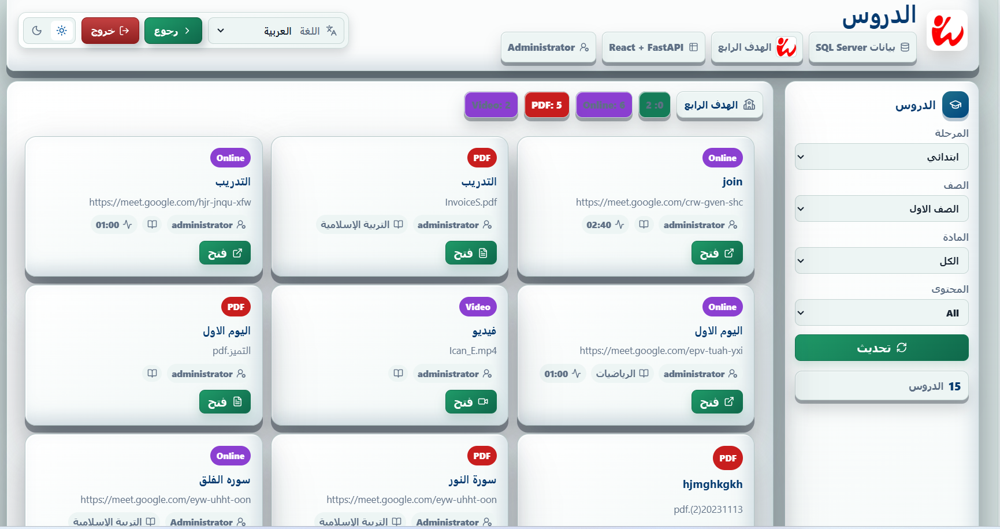 الدروس
بيانات SQL Server
الهدف الرابع
React + FastAPI
Administrator
اللغة العربية
رجوع
خروج
الدروس
المرحلة
ابتدائي
الصف
الصف الاول
المادة
الكل
المحتوى
All
تحديث
15 الدروس
الهدف الرابع
2 :0
Online: 6
PDF: 5
Video: 2
Online
join
https://meet.google.com/crw-gven-shc
administrator
02:40
فتح
PDF
التدريب
InvoiceS.pdf
administrator
التربية الإسلامية
فتح
Online
التدريب
https://meet.google.com/hjr-jnqu-xfw
administrator
01:00
فتح
Online
اليوم الاول
https://meet.google.com/epv-tuah-yxi
administrator
الرياضيات
01:00
فتح
Video
فيديو
Ican_E.mp4
administrator
فتح
PDF
اليوم الاول
التميز.pdf
administrator
فتح
PDF
hjmghkgkh
pdf.(2)20231113
PDF
سورة النور
https://meet.google.com/eyw-uhht-oon
Administrator
التربية الإسلامية
Online
سوره الفلق
https://meet.google.com/eyw-uhht-oon
Administrator
التربية الإسلامية